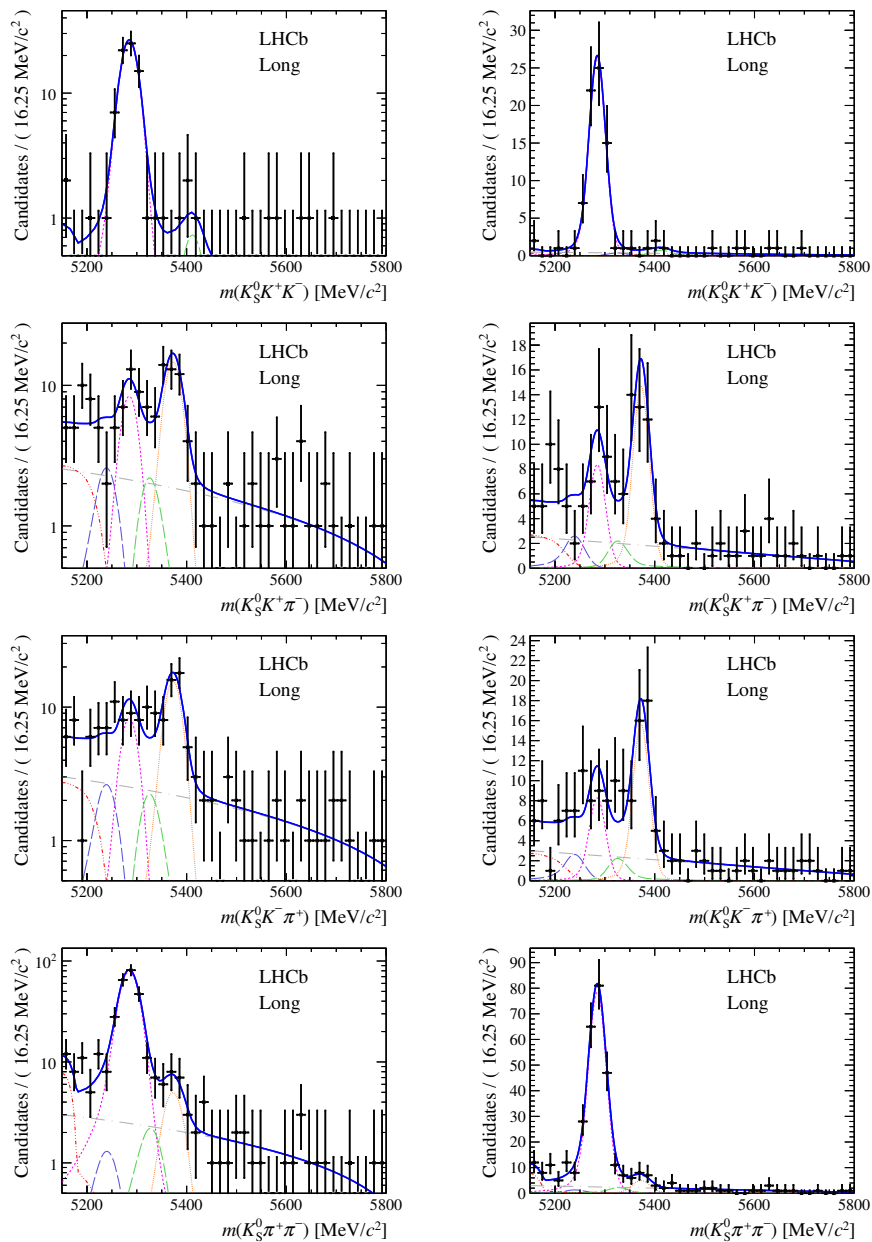 Candidates / ( 16.25 MeV/c² )
LHCb
Long
10
1
5200 5400 5600 5800
m(K⁰_S K⁺K⁻) [MeV/c²]
Candidates / ( 16.25 MeV/c² )
LHCb
Long
30
25
20
15
10
5
0
5200 5400 5600 5800
m(K⁰_S K⁺K⁻) [MeV/c²]
Candidates / ( 16.25 MeV/c² )
LHCb
Long
10
1
5200 5400 5600 5800
m(K⁰_S K⁺π⁻) [MeV/c²]
Candidates / ( 16.25 MeV/c² )
LHCb
Long
18
16
14
12
10
8
6
4
2
0
5200 5400 5600 5800
m(K⁰_S K⁺π⁻) [MeV/c²]
Candidates / ( 16.25 MeV/c² )
LHCb
Long
10
1
5200 5400 5600 5800
m(K⁰_S K⁻π⁺) [MeV/c²]
Candidates / ( 16.25 MeV/c² )
LHCb
Long
24
22
20
18
16
14
12
10
8
6
4
2
0
5200 5400 5600 5800
m(K⁰_S K⁻π⁺) [MeV/c²]
Candidates / ( 16.25 MeV/c² )
LHCb
Long
10²
10
1
5200 5400 5600 5800
m(K⁰_S π⁺π⁻) [MeV/c²]
Candidates / ( 16.25 MeV/c² )
LHCb
Long
90
80
70
60
50
40
30
20
10
0
5200 5400 5600 5800
m(K⁰_S π⁺π⁻) [MeV/c²]